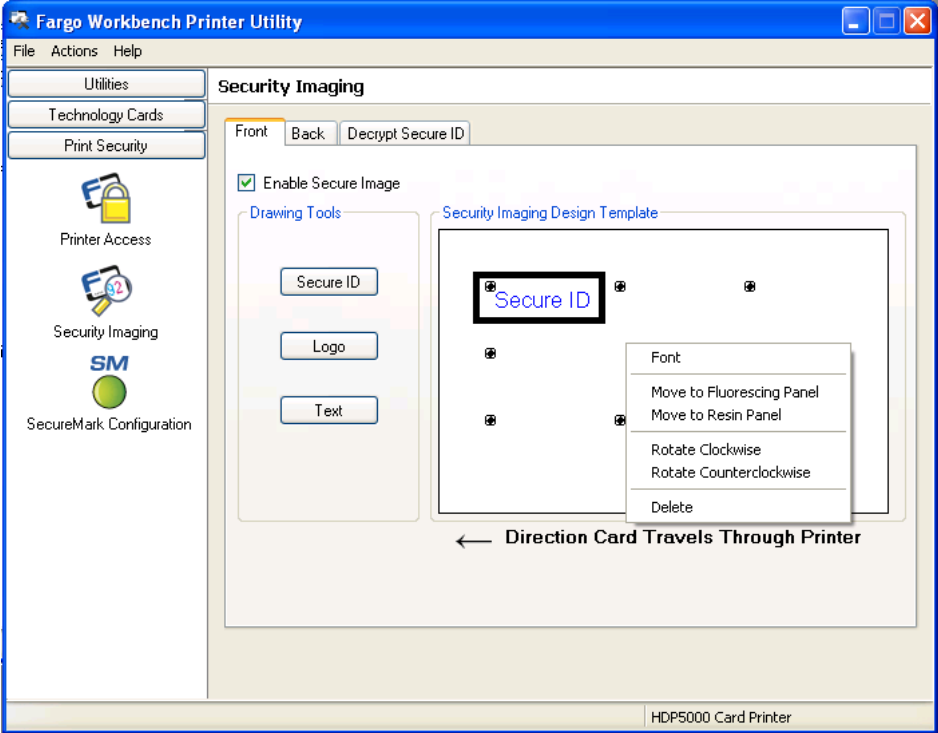 Fargo Workbench Printer Utility
File Actions Help
Utilities
Technology Cards
Print Security
Printer Access
Security Imaging
SM
SecureMark Configuration
Security Imaging
Front Back Decrypt Secure ID
Enable Secure Image
Drawing Tools
Secure ID
Logo
Text
Security Imaging Design Template
Secure ID
Font
Move to Fluorescing Panel
Move to Resin Panel
Rotate Clockwise
Rotate Counterclockwise
Delete
← Direction Card Travels Through Printer
HDP5000 Card Printer